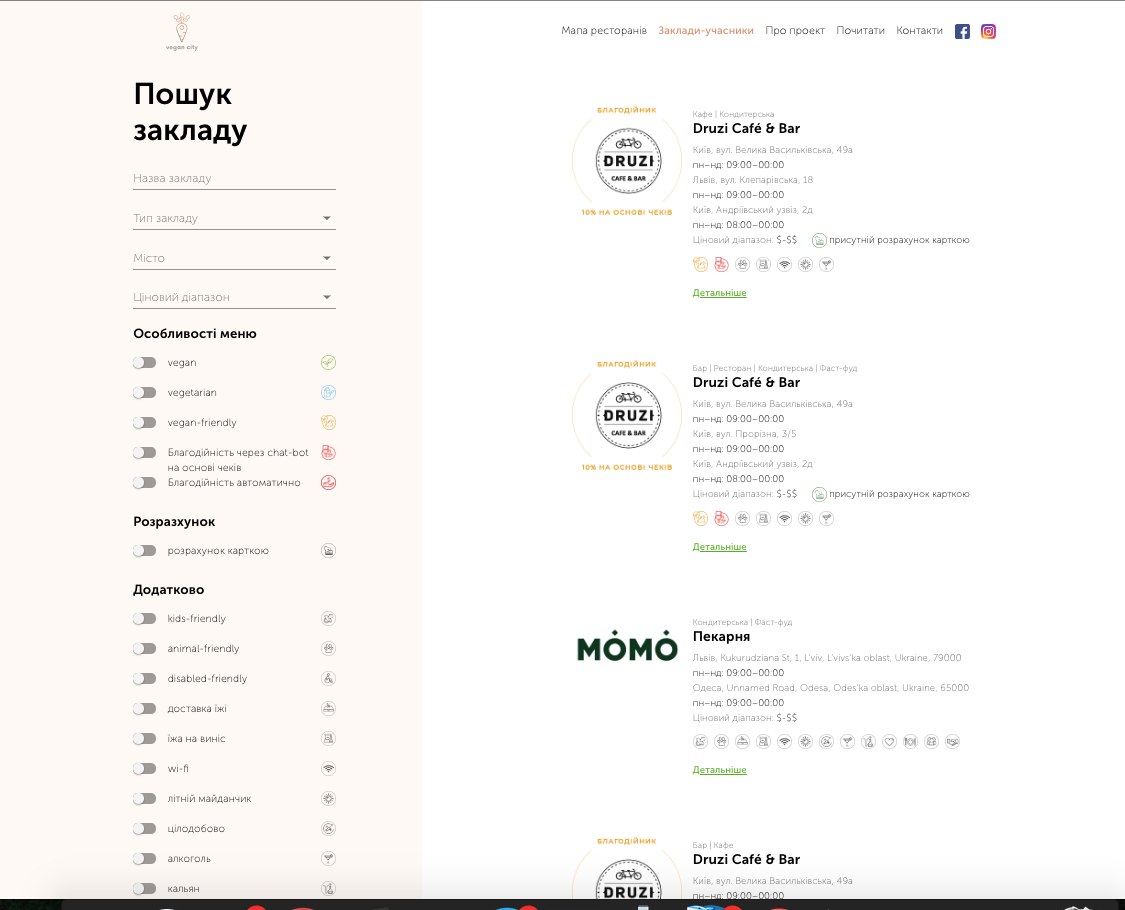 vegan city
Мапа ресторанів
Заклади-учасники
Про проект
Почитати
Контакти
Пошук
закладу
Назва закладу
Тип закладу
Місто
Ціновий діапазон
Особливості меню
vegan
vegetarian
vegan-friendly
Благодійність через chat-bot
на основі чеків
Благодійність автоматично
Розразхунок
розрахунок карткою
Додатково
kids-friendly
animal-friendly
disabled-friendly
доставка їжі
їжа на виніс
wi-fi
літній майданчик
цілодобово
алкоголь
кальян
БЛАГОДІЙНИК
DRUZI
CAFE & BAR
10% НА ОСНОВІ ЧЕКІВ
Кафе | Кондитерська
Druzi Café & Bar
Київ, вул. Велика Васильківська, 49а
пн–нд: 09:00–00:00
Львів, вул. Клепарівська, 18
пн–нд: 09:00–00:00
Київ, Андріївський узвіз, 2д
пн–нд: 08:00–00:00
Ціновий діапазон: $-$$ присутній розрахунок карткою
Детальніше
БЛАГОДІЙНИК
DRUZI
CAFE & BAR
10% НА ОСНОВІ ЧЕКІВ
Бар | Ресторан | Кондитерська | Фаст-фуд
Druzi Café & Bar
Київ, вул. Велика Васильківська, 49а
пн–нд: 09:00–00:00
Київ, вул. Прорізна, 3/5
пн–нд: 09:00–00:00
Київ, Андріївський узвіз, 2д
пн–нд: 08:00–00:00
Ціновий діапазон: $-$$ присутній розрахунок карткою
Детальніше
MOMO
Кондитерська | Фаст-фуд
Пекарня
Львів, Kukurudziana St, 1, L'viv, L'vivs'ka oblast, Ukraine, 79000
пн–нд: 09:00–00:00
Одеса, Unnamed Road, Odesa, Odes'ka oblast, Ukraine, 65000
пн–нд: 09:00–00:00
Ціновий діапазон: $-$$
Детальніше
БЛАГОДІЙНИК
DRUZI
Бар | Кафе
Druzi Café & Bar
Київ, вул. Велика Васильківська, 49а
пн–нд: 09:00–00:00